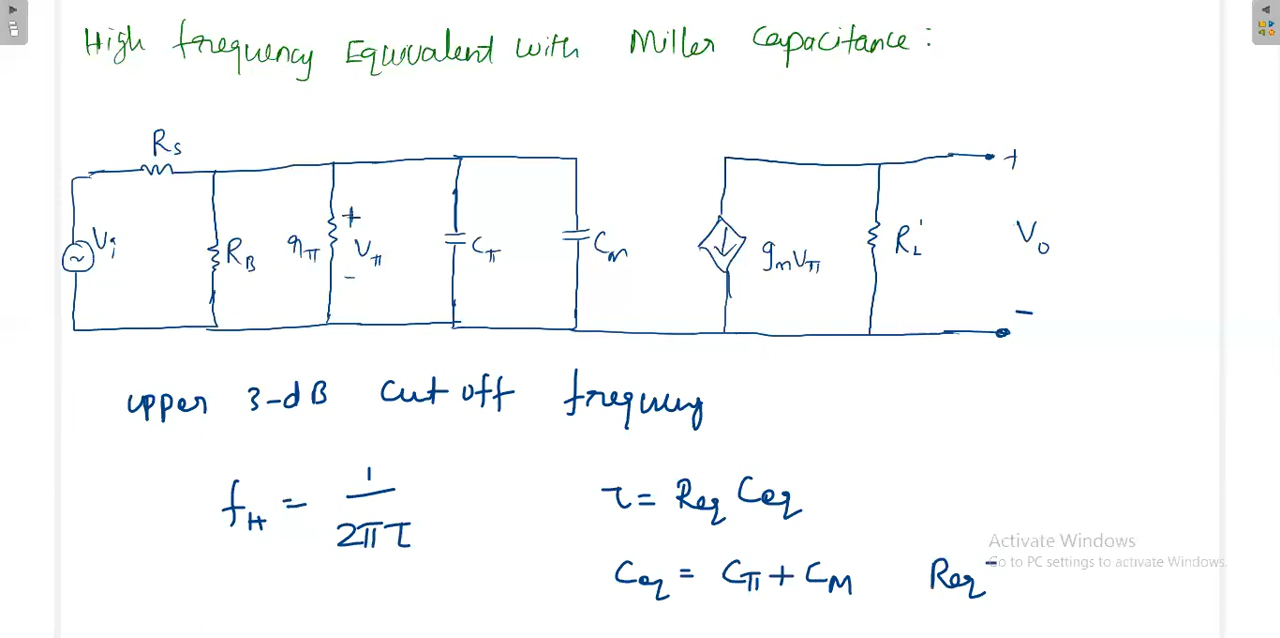 High frequency Equivalent with Miller Capacitance :
Rs
Vi
RB
rπ
+
Vπ
-
Cπ
CM
gmVπ
RL'
+
Vo
-
upper 3-dB cut off frequency
fH = 1/2πτ
τ = Req Ceq
Ceq = Cπ + CM
Req =
Activate Windows
Go to PC settings to activate Windows.